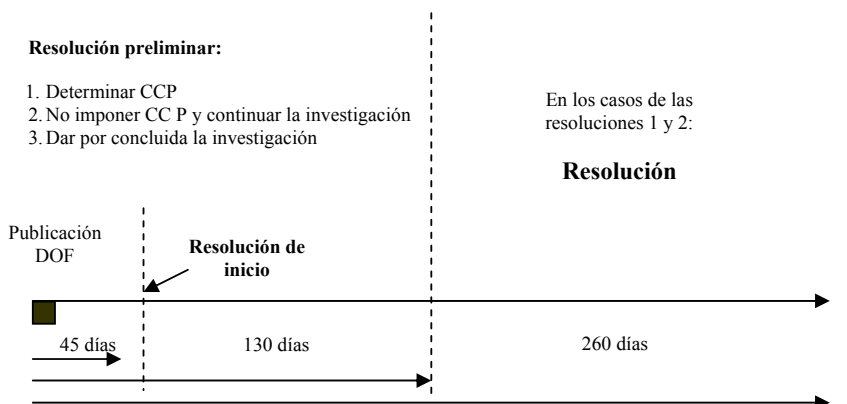 Resolución preliminar:
1. Determinar CCP
2. No imponer CC P y continuar la investigación
3. Dar por concluida la investigación
En los casos de las
resoluciones 1 y 2:
Resolución
Publicación
DOF
Resolución de
inicio
45 días
130 días
260 días